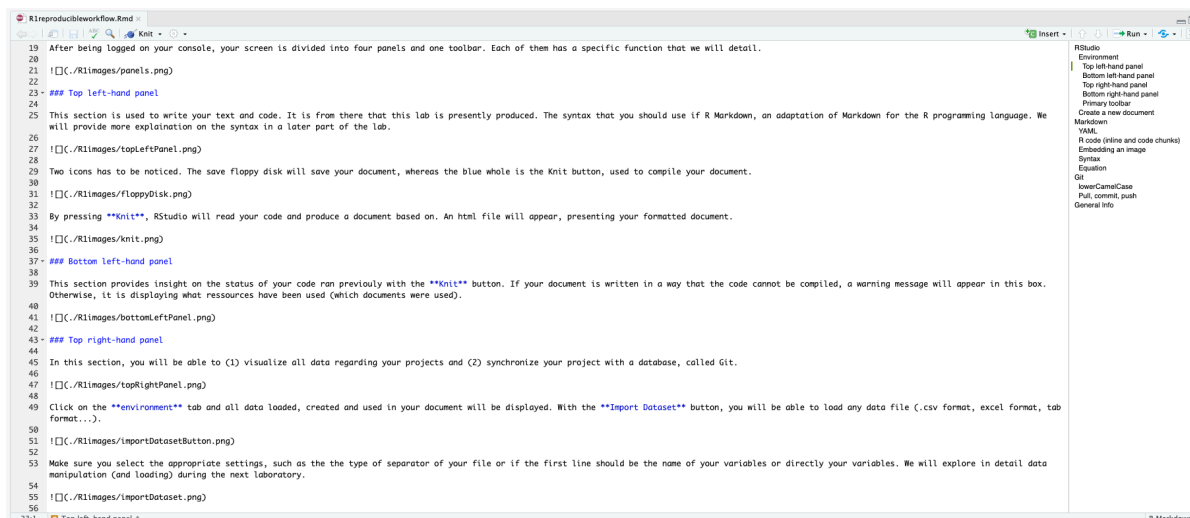 R1reproducibleworkflow.Rmd
ABC Knit Insert Run
19 After being logged on your console, your screen is divided into four panels and one toolbar. Each of them has a specific function that we will detail.
20
21 ![](./R1images/panels.png)
22
23 ### Top left-hand panel
24
25 This section is used to write your text and code. It is from there that this lab is presently produced. The syntax that you should use if R Markdown, an adaptation of Markdown for the R programming language. We
will provide more explaination on the syntax in a later part of the lab.
26
27 ![](./R1images/topLeftPanel.png)
28
29 Two icons has to be noticed. The save floppy disk will save your document, whereas the blue whole is the Knit button, used to compile your document.
30
31 ![](./R1images/floppyDisk.png)
32
33 By pressing **Knit**, RStudio will read your code and produce a document based on. An html file will appear, presenting your formatted document.
34
35 ![](./R1images/knit.png)
36
37 ### Bottom left-hand panel
38
39 This section provides insight on the status of your code ran previouly with the **Knit** button. If your document is written in a way that the code cannot be compiled, a warning message will appear in this box.
Otherwise, it is displaying what ressources have been used (which documents were used).
40
41 ![](./R1images/bottomLeftPanel.png)
42
43 ### Top right-hand panel
44
45 In this section, you will be able to (1) visualize all data regarding your projects and (2) synchronize your project with a database, called Git.
46
47 ![](./R1images/topRightPanel.png)
48
49 Click on the **environment** tab and all data loaded, created and used in your document will be displayed. With the **Import Dataset** button, you will be able to load any data file (.csv format, excel format, tab
format...).
50
51 ![](./R1images/importDatasetButton.png)
52
53 Make sure you select the appropriate settings, such as the the type of separator of your file or if the first line should be the name of your variables or directly your variables. We will explore in detail data
manipulation (and loading) during the next laboratory.
54
55 ![](./R1images/importDataset.png)
56
RStudio
Environment
Top left-hand panel
Bottom left-hand panel
Top right-hand panel
Bottom right-hand panel
Primary toolbar
Create a new document
Markdown
YAML
R code (inline and code chunks)
Embedding an image
Syntax
Equation
Git
lowerCamelCase
Pull, commit, push
General Info
Top left-hand panel